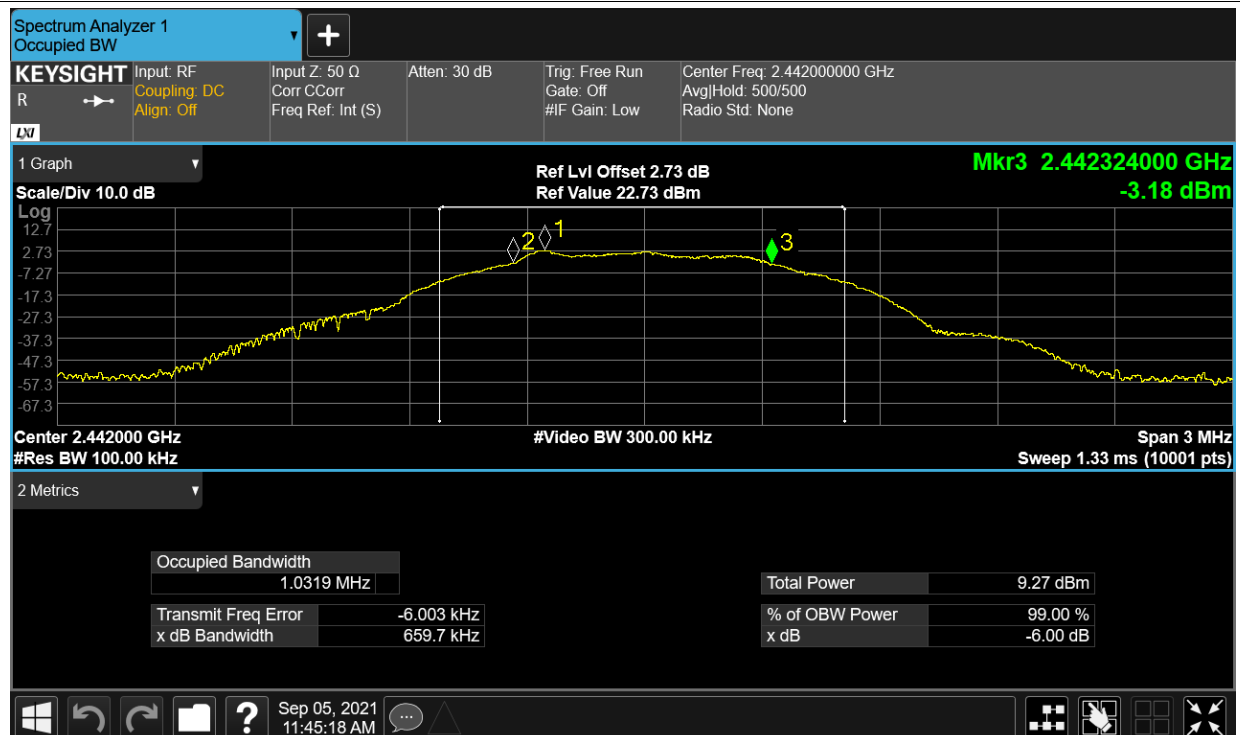 Spectrum Analyzer 1
Occupied BW
KEYSIGHT
R
LXI
Input: RF
Coupling: DC
Align: Off
Input Z: 50 Ω
Corr CCorr
Freq Ref: Int (S)
Atten: 30 dB
Trig: Free Run
Gate: Off
#IF Gain: Low
Center Freq: 2.442000000 GHz
Avg|Hold: 500/500
Radio Std: None
1 Graph
Scale/Div 10.0 dB
Ref Lvl Offset 2.73 dB
Ref Value 22.73 dBm
Mkr3 2.442324000 GHz
-3.18 dBm
Log
12.7
2.73
-7.27
-17.3
-27.3
-37.3
-47.3
-57.3
-67.3
2
1
3
Center 2.442000 GHz
#Res BW 100.00 kHz
#Video BW 300.00 kHz
Span 3 MHz
Sweep 1.33 ms (10001 pts)
2 Metrics
Occupied Bandwidth
1.0319 MHz
Transmit Freq Error -6.003 kHz
x dB Bandwidth 659.7 kHz
Total Power 9.27 dBm
% of OBW Power 99.00 %
x dB -6.00 dB
?
Sep 05, 2021
11:45:18 AM